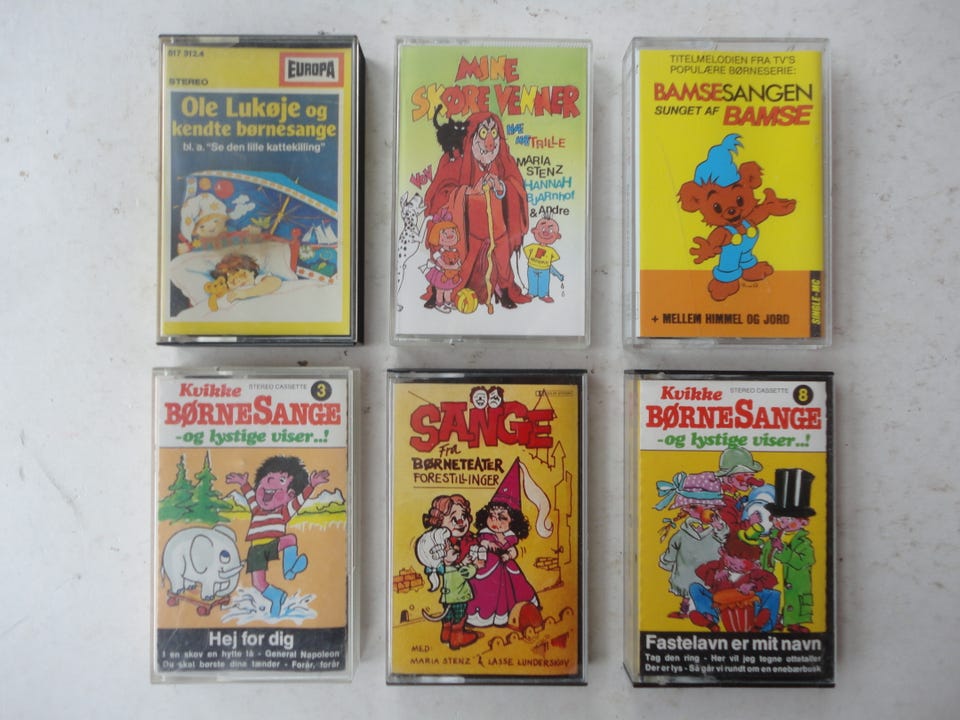 517 312.4
STEREO
EUROPA
Ole Lukøje og
kendte børnesange
bl. a. "Se den lille kattekilling"
MINE
SKØRE VENNER
TRILLE
MARIA
STENZ
HANNAH
BJARNHOF
& Andre
VOV
TITELMELODIEN FRA TV'S
POPULÆRE BØRNESERIE:
BAMSESANGEN
SUNGET AF BAMSE
+ MELLEM HIMMEL OG JORD
SINGLE-MC
Kvikke
STEREO CASSETTE
3
BØRNESANGE
-og lystige viser..!
Hej for dig
I en skov en hytte lå - General Napoleon
Du skal børste dine tænder - Forår, forår
SANGE
Fra
BØRNETEATER
FORESTILLINGER
MED:
MARIA STENZ & LASSE LUNDERSKOV
Kvikke
STEREO CASSETTE
8
BØRNESANGE
-og lystige viser..!
Fastelavn er mit navn
Tag den ring - Her vil jeg tegne ottetaller
Der er lys - Så går vi rundt om en enebærbusk